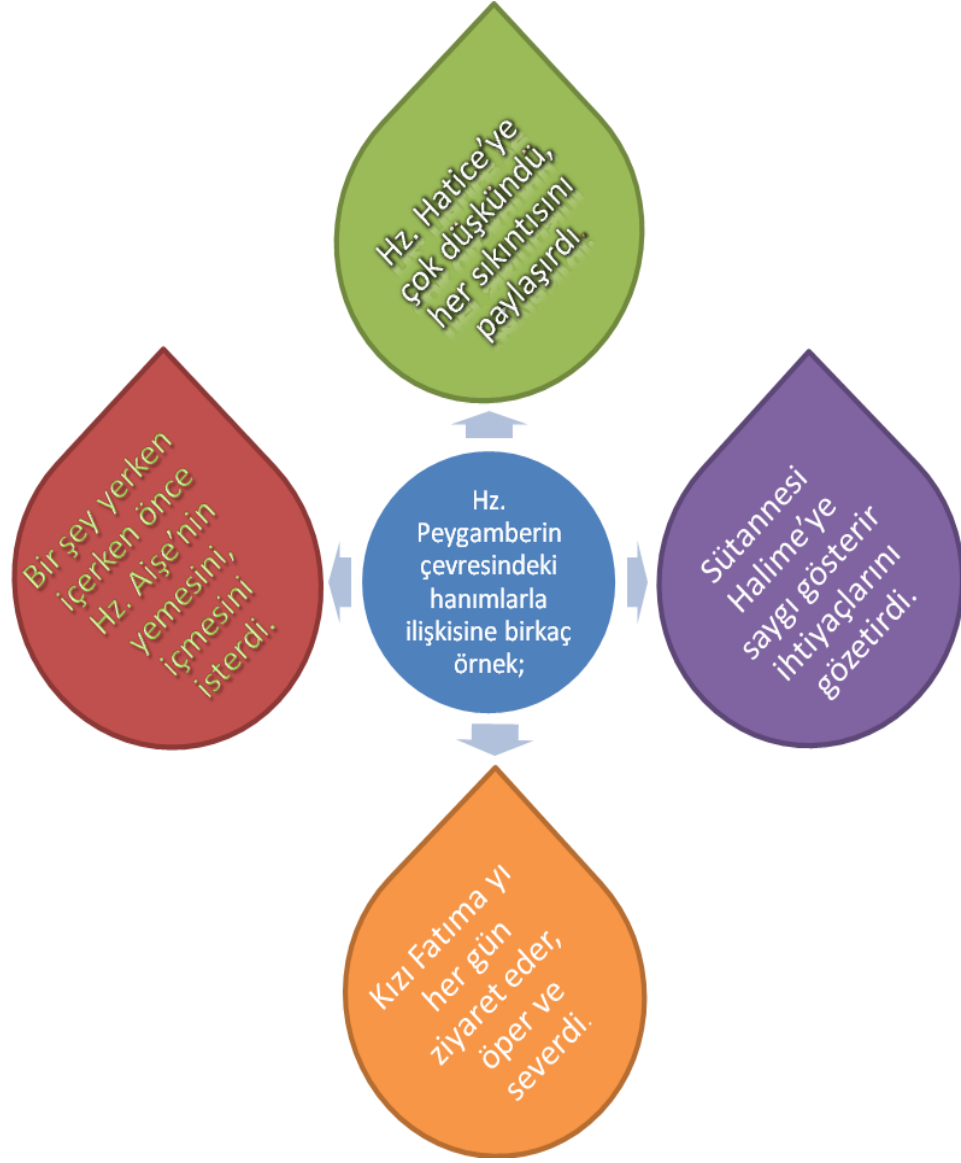 Hz. Hatice'ye
çok düşkündü,
her sıkıntısını
paylaşırdı.
Bir şey yerken
içerken önce
Hz. Aişe'nin
yemesini,
içmesini
isterdi.
Hz.
Peygamberin
çevresindeki
hanımlarla
ilişkisine birkaç
örnek;
Sütannesi
Halime'ye
saygı gösterir
ihtiyaçlarını
gözetirdi.
Kızı Fatıma yı
her gün
ziyaret eder,
öper ve
severdi.